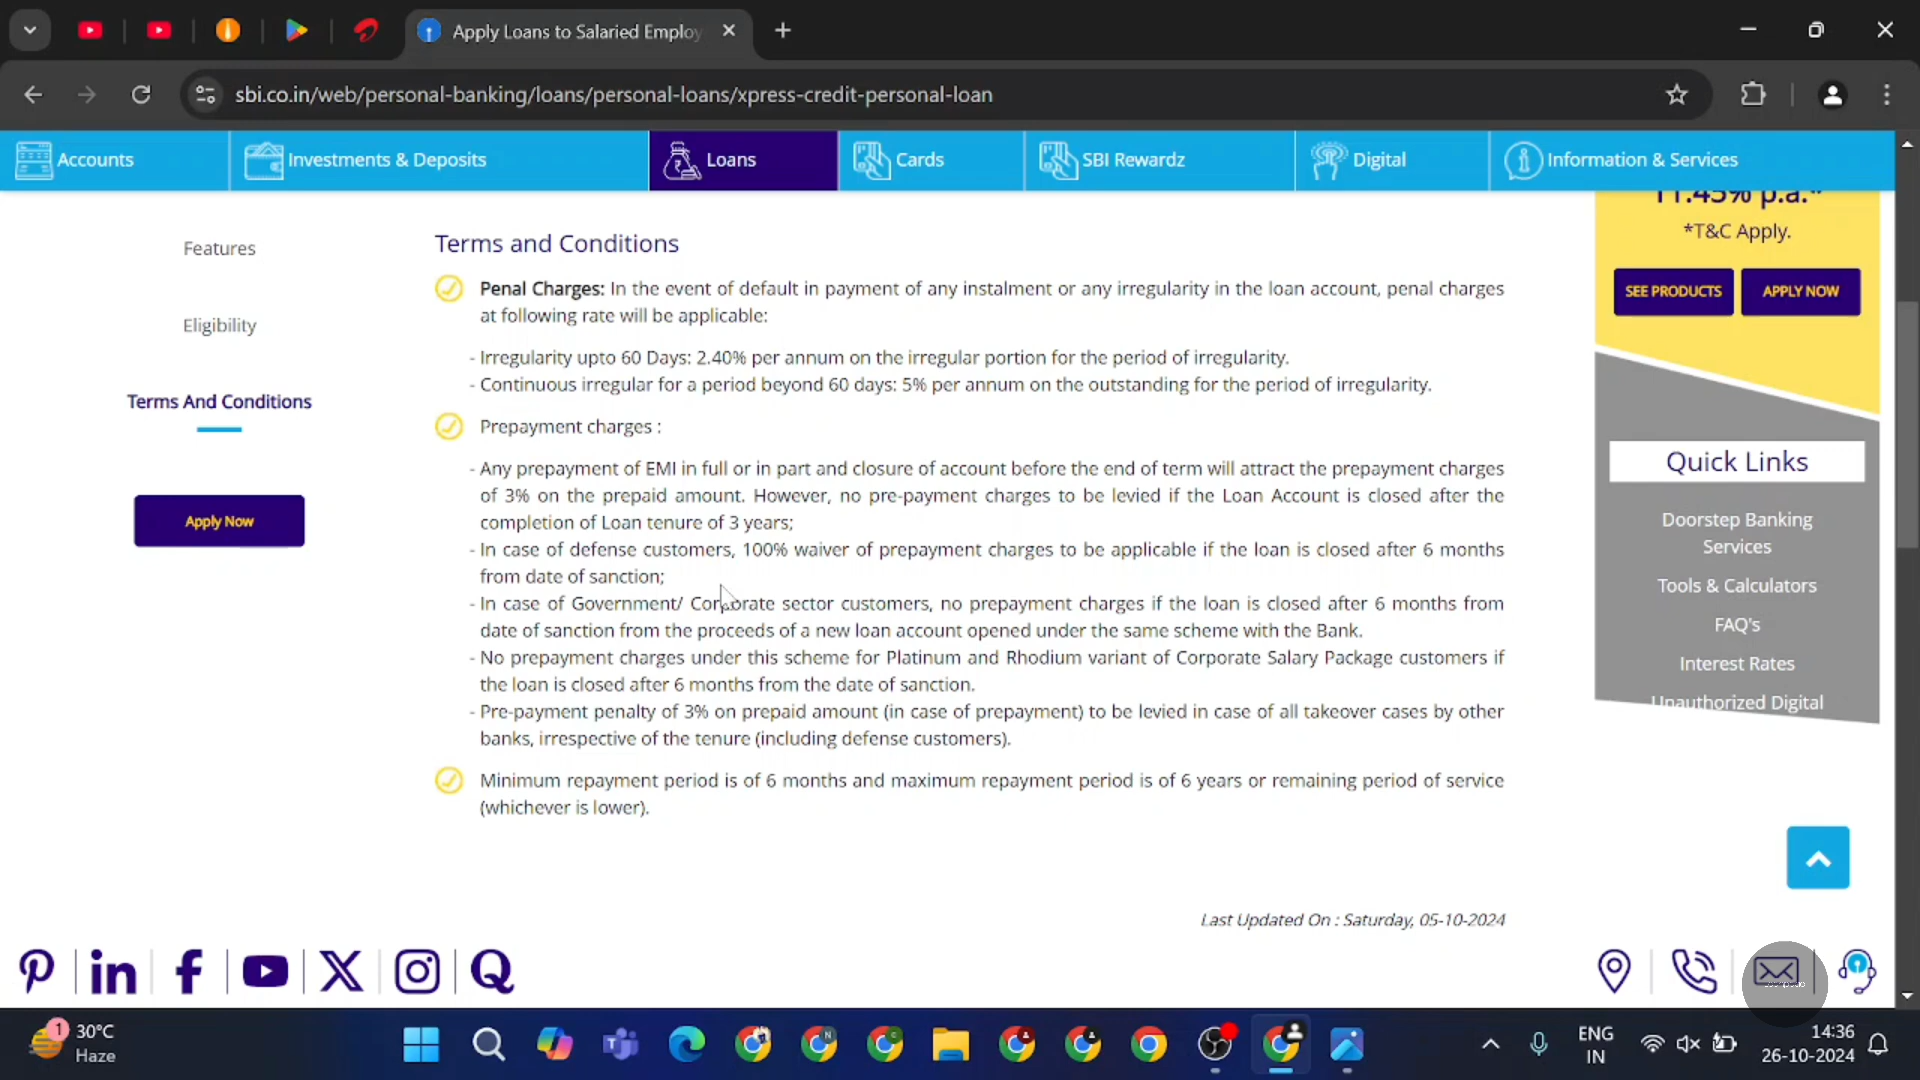 Apply Loans to Salaried Employ
sbi.co.in/web/personal-banking/loans/personal-loans/xpress-credit-personal-loan
Accounts
Investments & Deposits
Loans
Cards
SBI Rewardz
Digital
Information & Services
Features
Eligibility
Terms And Conditions
Apply Now
Terms and Conditions
Penal Charges: In the event of default in payment of any instalment or any irregularity in the loan account, penal charges
at following rate will be applicable:
- Irregularity upto 60 Days: 2.40% per annum on the irregular portion for the period of irregularity.
- Continuous irregular for a period beyond 60 days: 5% per annum on the outstanding for the period of irregularity.
Prepayment charges :
- Any prepayment of EMI in full or in part and closure of account before the end of term will attract the prepayment charges
of 3% on the prepaid amount. However, no pre-payment charges to be levied if the Loan Account is closed after the
completion of Loan tenure of 3 years;
- In case of defense customers, 100% waiver of prepayment charges to be applicable if the loan is closed after 6 months
from date of sanction;
- In case of Government/ Corporate sector customers, no prepayment charges if the loan is closed after 6 months from
date of sanction from the proceeds of a new loan account opened under the same scheme with the Bank.
- No prepayment charges under this scheme for Platinum and Rhodium variant of Corporate Salary Package customers if
the loan is closed after 6 months from the date of sanction.
- Pre-payment penalty of 3% on prepaid amount (in case of prepayment) to be levied in case of all takeover cases by other
banks, irrespective of the tenure (including defense customers).
Minimum repayment period is of 6 months and maximum repayment period is of 6 years or remaining period of service
(whichever is lower).
Last Updated On : Saturday, 05-10-2024
11.45% p.a.*
*T&C Apply.
SEE PRODUCTS
APPLY NOW
Quick Links
Doorstep Banking
Services
Tools & Calculators
FAQ's
Interest Rates
Unauthorized Digital
1
30°C
Haze
ENG
IN
14:36
26-10-2024